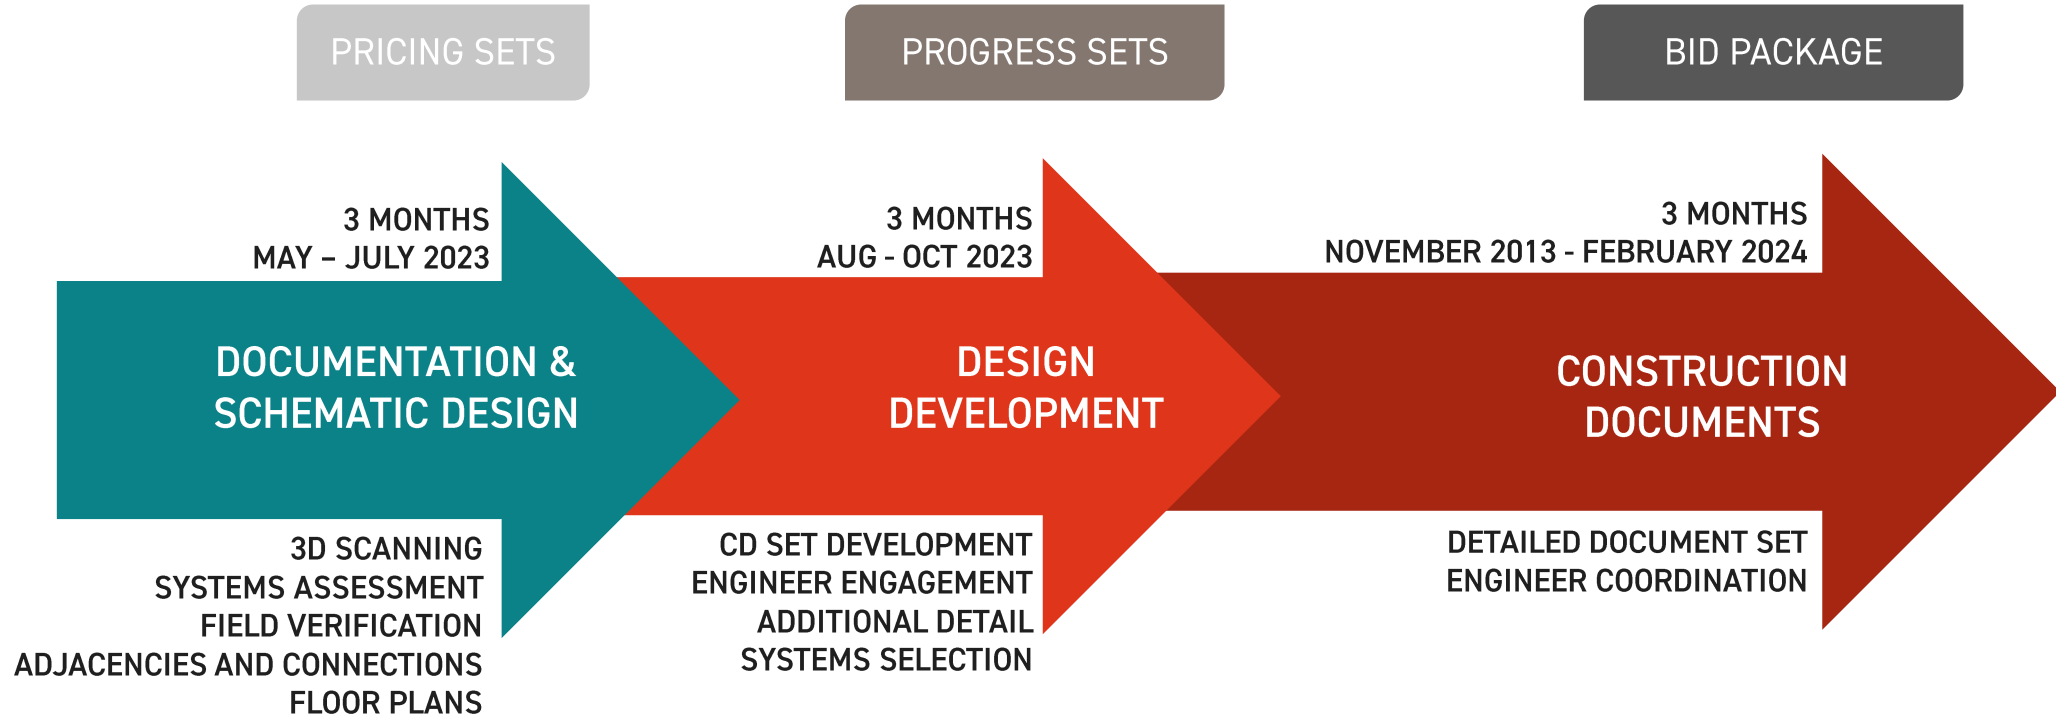 PRICING SETS
PROGRESS SETS
BID PACKAGE
3 MONTHS
MAY – JULY 2023
DOCUMENTATION &
SCHEMATIC DESIGN
3D SCANNING
SYSTEMS ASSESSMENT
FIELD VERIFICATION
ADJACENCIES AND CONNECTIONS
FLOOR PLANS
3 MONTHS
AUG - OCT 2023
DESIGN
DEVELOPMENT
CD SET DEVELOPMENT
ENGINEER ENGAGEMENT
ADDITIONAL DETAIL
SYSTEMS SELECTION
3 MONTHS
NOVEMBER 2013 - FEBRUARY 2024
CONSTRUCTION
DOCUMENTS
DETAILED DOCUMENT SET
ENGINEER COORDINATION